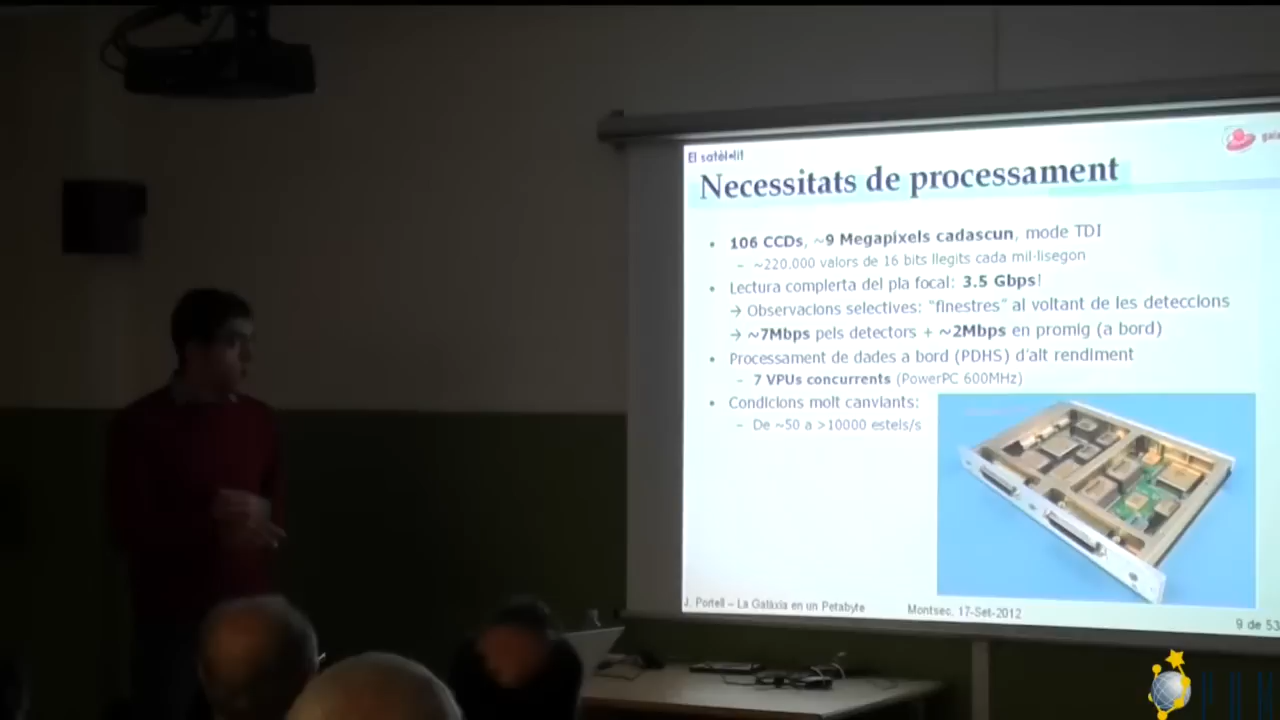 El satèl•lit
Necessitats de processament
• 106 CCDs, ~9 Megapíxels cadascun, mode TDI
– ~220.000 valors de 16 bits llegits cada mil·lisegon
• Lectura complerta del pla focal: 3.5 Gbps!
→ Observacions selectives: "finestres" al voltant de les deteccions
→ ~7Mbps pels detectors + ~2Mbps en promig (a bord)
• Processament de dades a bord (PDHS) d'alt rendiment
– 7 VPUs concurrents (PowerPC 600MHz)
• Condicions molt canviants:
– De ~50 a >10000 estels/s
J. Portell – La Galàxia en un Petabyte
Montsec, 17-Set-2012
9 de 53